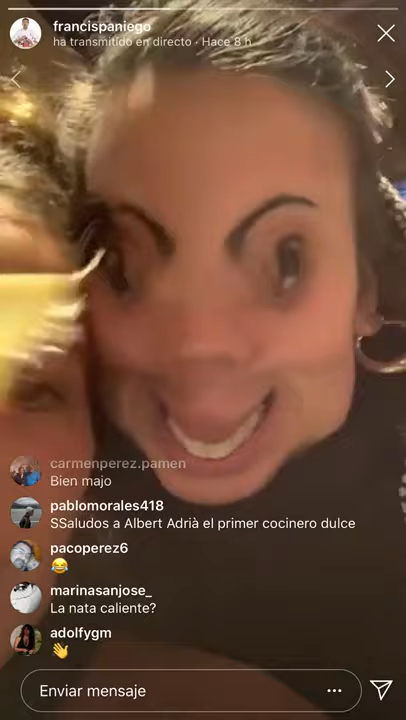 francispaniego
ha transmitido en directo · Hace 8 h
carmenperez.pamen
Bien majo
pablomorales418
SSaludos a Albert Adrià el primer cocinero dulce
pacoperez6
😂
marinasanjose_
La nata caliente?
adolfygm
👋
Enviar mensaje